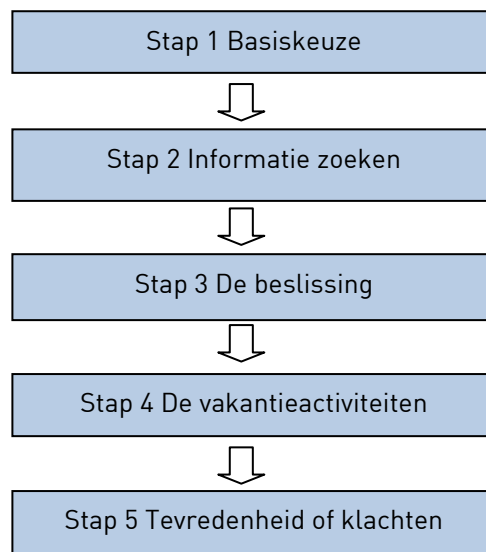 Stap 1 Basiskeuze
Stap 2 Informatie zoeken
Stap 3 De beslissing
Stap 4 De vakantieactiviteiten
Stap 5 Tevredenheid of klachten